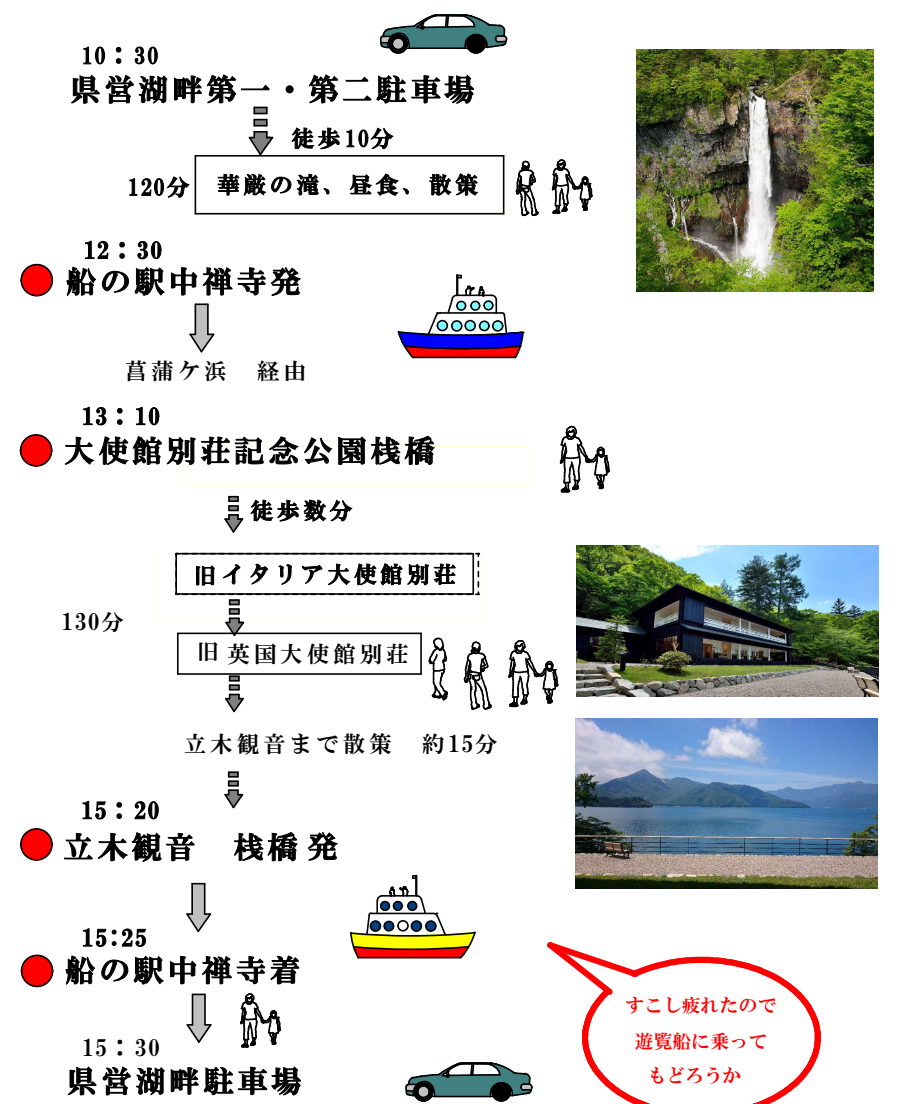 10：30
県営湖畔第一・第二駐車場
徒歩10分
120分
華厳の滝、昼食、散策
12：30
船の駅中禅寺発
菖蒲ケ浜　経由
13：10
大使館別荘記念公園桟橋
徒歩数分
旧イタリア大使館別荘
130分
旧英国大使館別荘
立木観音まで散策　約15分
15：20
立木観音　桟橋発
15:25
船の駅中禅寺着
15：30
県営湖畔駐車場
すこし疲れたので
遊覧船に乗って
もどろうか